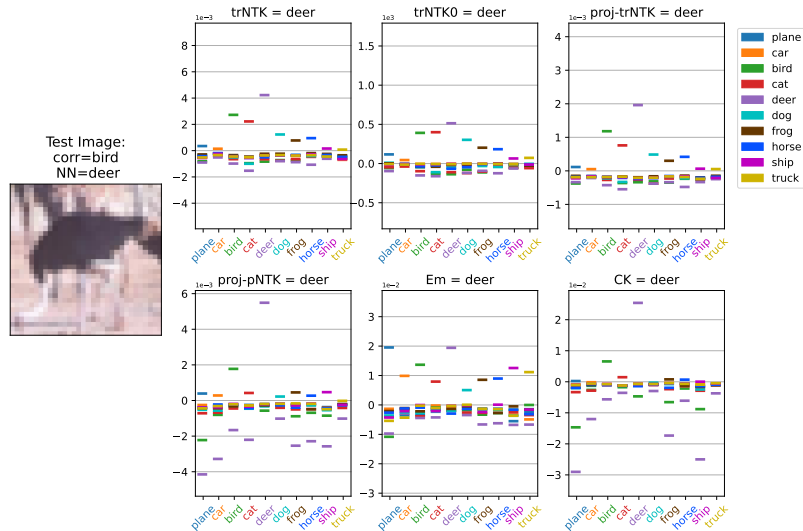 Test Image:
corr=bird
NN=deer
trNTK = deer
1e−3
8
6
4
2
0
−2
−4
plane
car
bird
cat
deer
dog
frog
horse
ship
truck
trNTK0 = deer
1e3
1.5
1.0
0.5
0.0
−0.5
plane
car
bird
cat
deer
dog
frog
horse
ship
truck
proj-trNTK = deer
1e−3
4
3
2
1
0
−1
plane
car
bird
cat
deer
dog
frog
horse
ship
truck
plane
car
bird
cat
deer
dog
frog
horse
ship
truck
proj-pNTK = deer
1e−3
6
4
2
0
−2
−4
plane
car
bird
cat
deer
dog
frog
horse
ship
truck
Em = deer
1e−2
3
2
1
0
−1
−2
−3
plane
car
bird
cat
deer
dog
frog
horse
ship
truck
CK = deer
1e−2
2
1
0
−1
−2
−3
plane
car
bird
cat
deer
dog
frog
horse
ship
truck